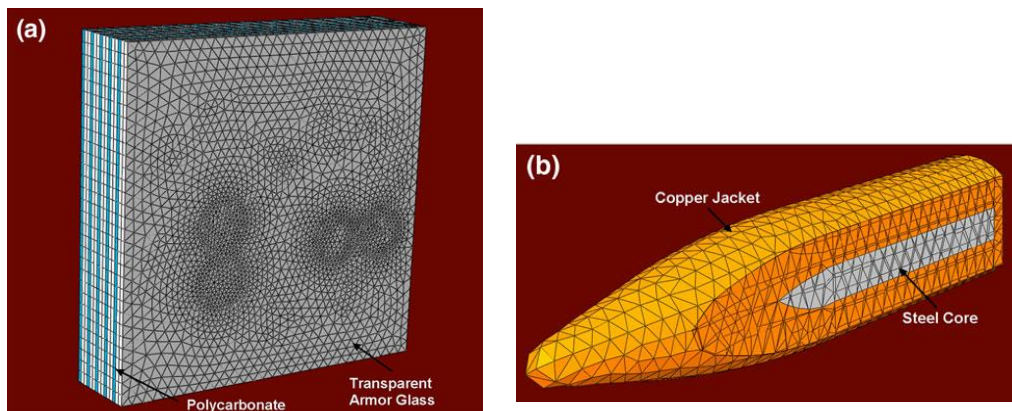 (a)
Polycarbonate
Transparent
Armor Glass
(b)
Copper Jacket
Steel Core